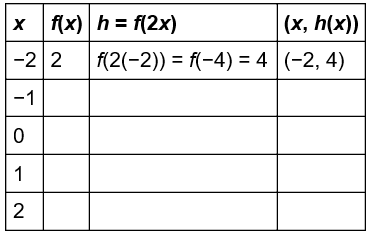 x f(x) h = f(2x) (x, h(x))
−2 2 f(2(−2)) = f(−4) = 4 (−2, 4)
−1
0
1
2